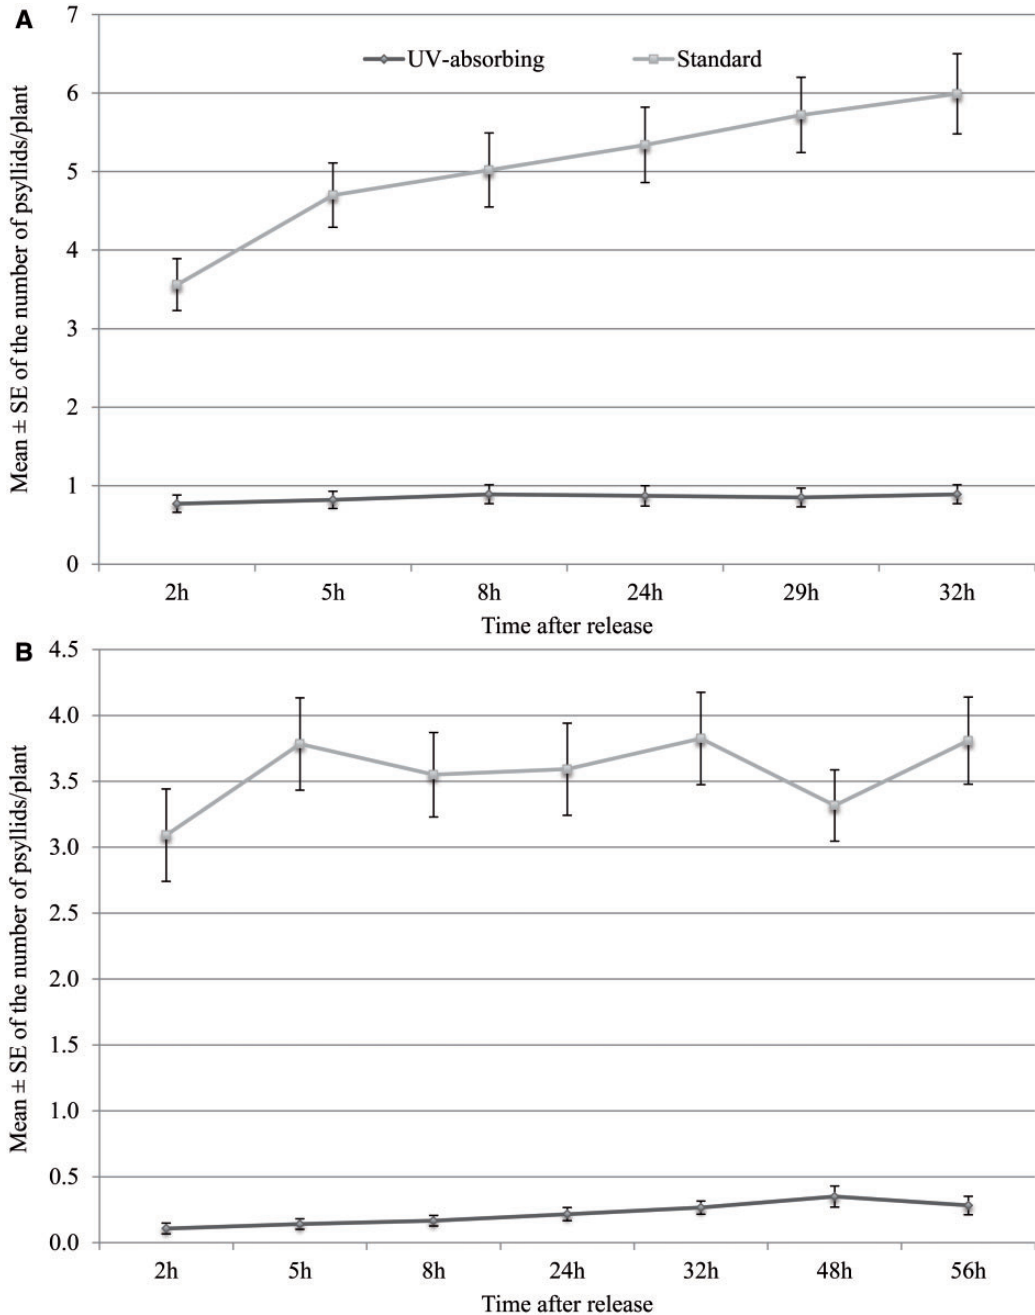 A
7
UV-absorbing Standard
6
5
4
3
2
1
0
Mean ± SE of the number of psyllids/plant
2h 5h 8h 24h 29h 32h
Time after release
B
4.5
4.0
3.5
3.0
2.5
2.0
1.5
1.0
0.5
0.0
Mean ± SE of the number of psyllids/plant
2h 5h 8h 24h 32h 48h 56h
Time after release